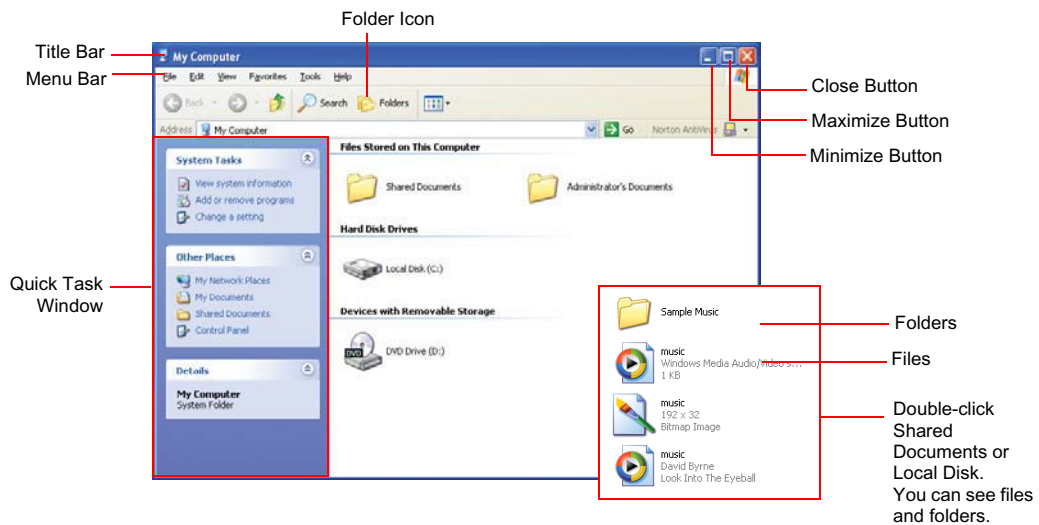 Folder Icon
Title Bar
My Computer
Menu Bar
File Edit View Favorites Tools Help
Close Button
Back
Search
Folders
Maximize Button
Address My Computer
Go
Norton AntiVirus
Minimize Button
System Tasks
View system information
Add or remove programs
Change a setting
Other Places
My Network Places
My Documents
Shared Documents
Control Panel
Details
My Computer
System Folder
Quick Task
Window
Files Stored on This Computer
Shared Documents
Administrator's Documents
Hard Disk Drives
Local Disk (C:)
Devices with Removable Storage
DVD
DVD Drive (D:)
Sample Music
music
Windows Media Audio/Video s...
1 KB
music
192 x 32
Bitmap Image
music
David Byrne
Look Into The Eyeball
Folders
Files
Double-click
Shared
Documents or
Local Disk.
You can see files
and folders.